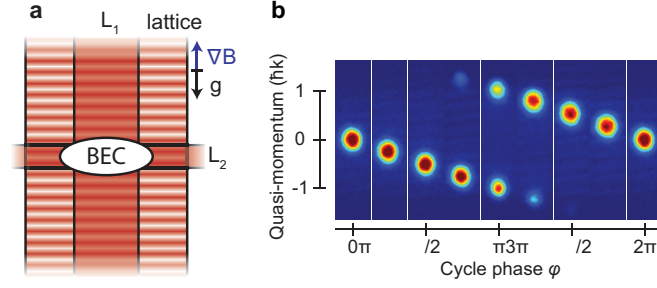 a
L1
lattice
∇B
g
BEC
L2
b
Quasi-momentum (ħk)
1
0
-1
0π
/2
π3π
/2
2π
Cycle phase φ